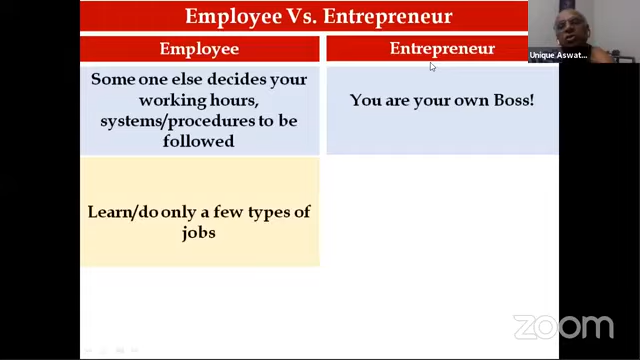 Employee Vs. Entrepreneur
Employee
Entrepreneur
Some one else decides your
working hours,
systems/procedures to be
followed
You are your own Boss!
Learn/do only a few types of
jobs
Unique Aswat...
zoom